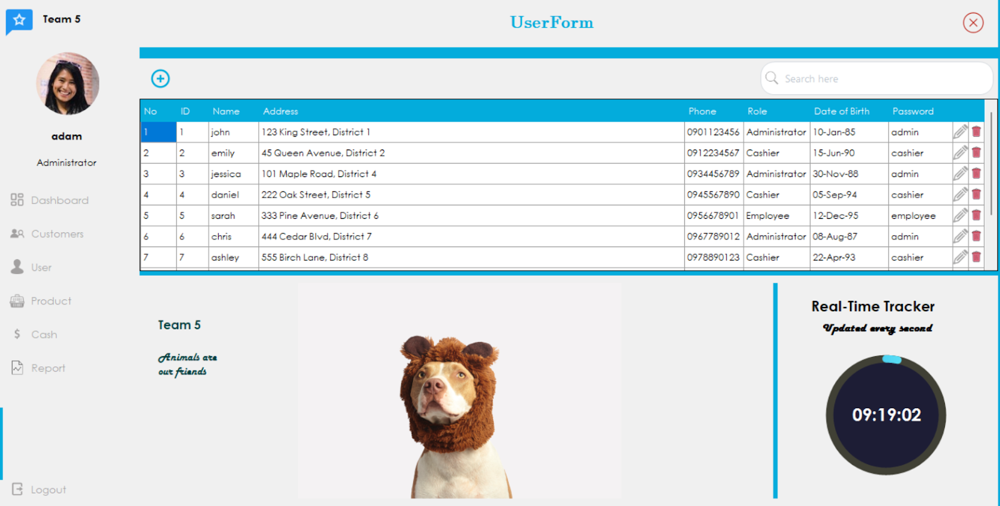 Team 5
UserForm
adam
Administrator
Dashboard
Customers
User
Product
$ Cash
Report
Logout
Search here
No ID Name Address Phone Role Date of Birth Password
1 1 john 123 King Street, District 1 0901123456 Administrator 10-Jan-85 admin
2 2 emily 45 Queen Avenue, District 2 0912234567 Cashier 15-Jun-90 cashier
3 3 jessica 101 Maple Road, District 4 0934456789 Administrator 30-Nov-88 admin
4 4 daniel 222 Oak Street, District 5 0945567890 Cashier 05-Sep-94 cashier
5 5 sarah 333 Pine Avenue, District 6 0956678901 Employee 12-Dec-95 employee
6 6 chris 444 Cedar Blvd, District 7 0967789012 Administrator 08-Aug-87 admin
7 7 ashley 555 Birch Lane, District 8 0978890123 Cashier 22-Apr-93 cashier
Team 5
Animals are
our friends
Real-Time Tracker
Updated every second
09:19:02